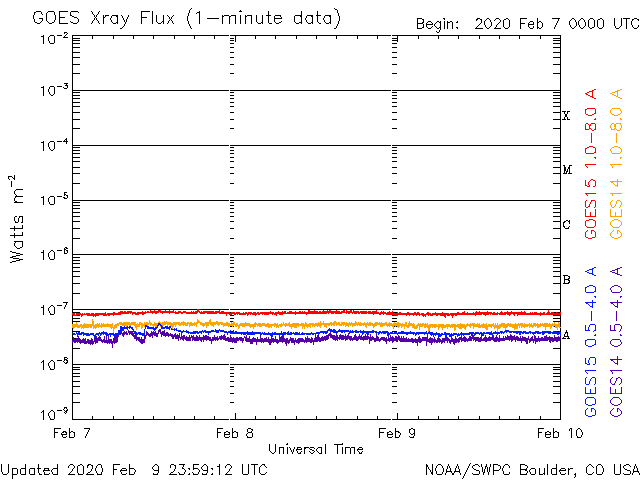 GOES Xray Flux (1-minute data)
Begin: 2020 Feb 7 0000 UTC
10⁻²
10⁻³
10⁻⁴
10⁻⁵
10⁻⁶
10⁻⁷
10⁻⁸
10⁻⁹
Watts m⁻²
X
M
C
B
A
GOES15 1.0-8.0 A
GOES14 1.0-8.0 A
GOES15 0.5-4.0 A
GOES14 0.5-4.0 A
Feb 7 Feb 8 Feb 9 Feb 10
Universal Time
Updated 2020 Feb 9 23:59:12 UTC
NOAA/SWPC Boulder, CO USA